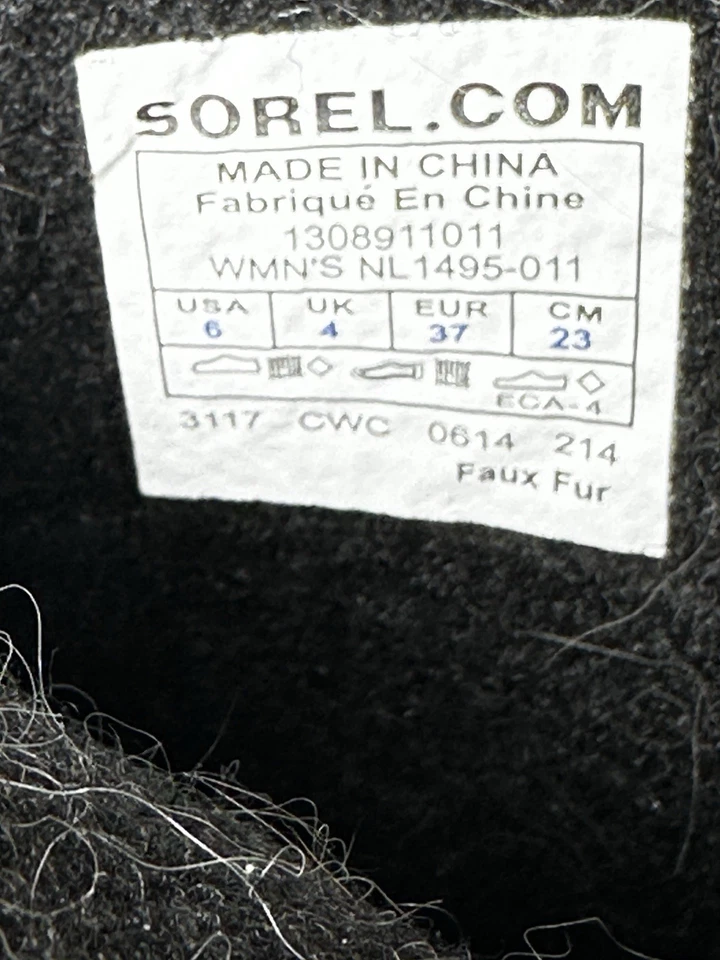 SOREL.COM
MADE IN CHINA
Fabriqué En Chine
1308911011
WMN'S NL1495-011
USA UK EUR CM
6 4 37 23
ECA-4
3117 CWC 0614 214
Faux Fur